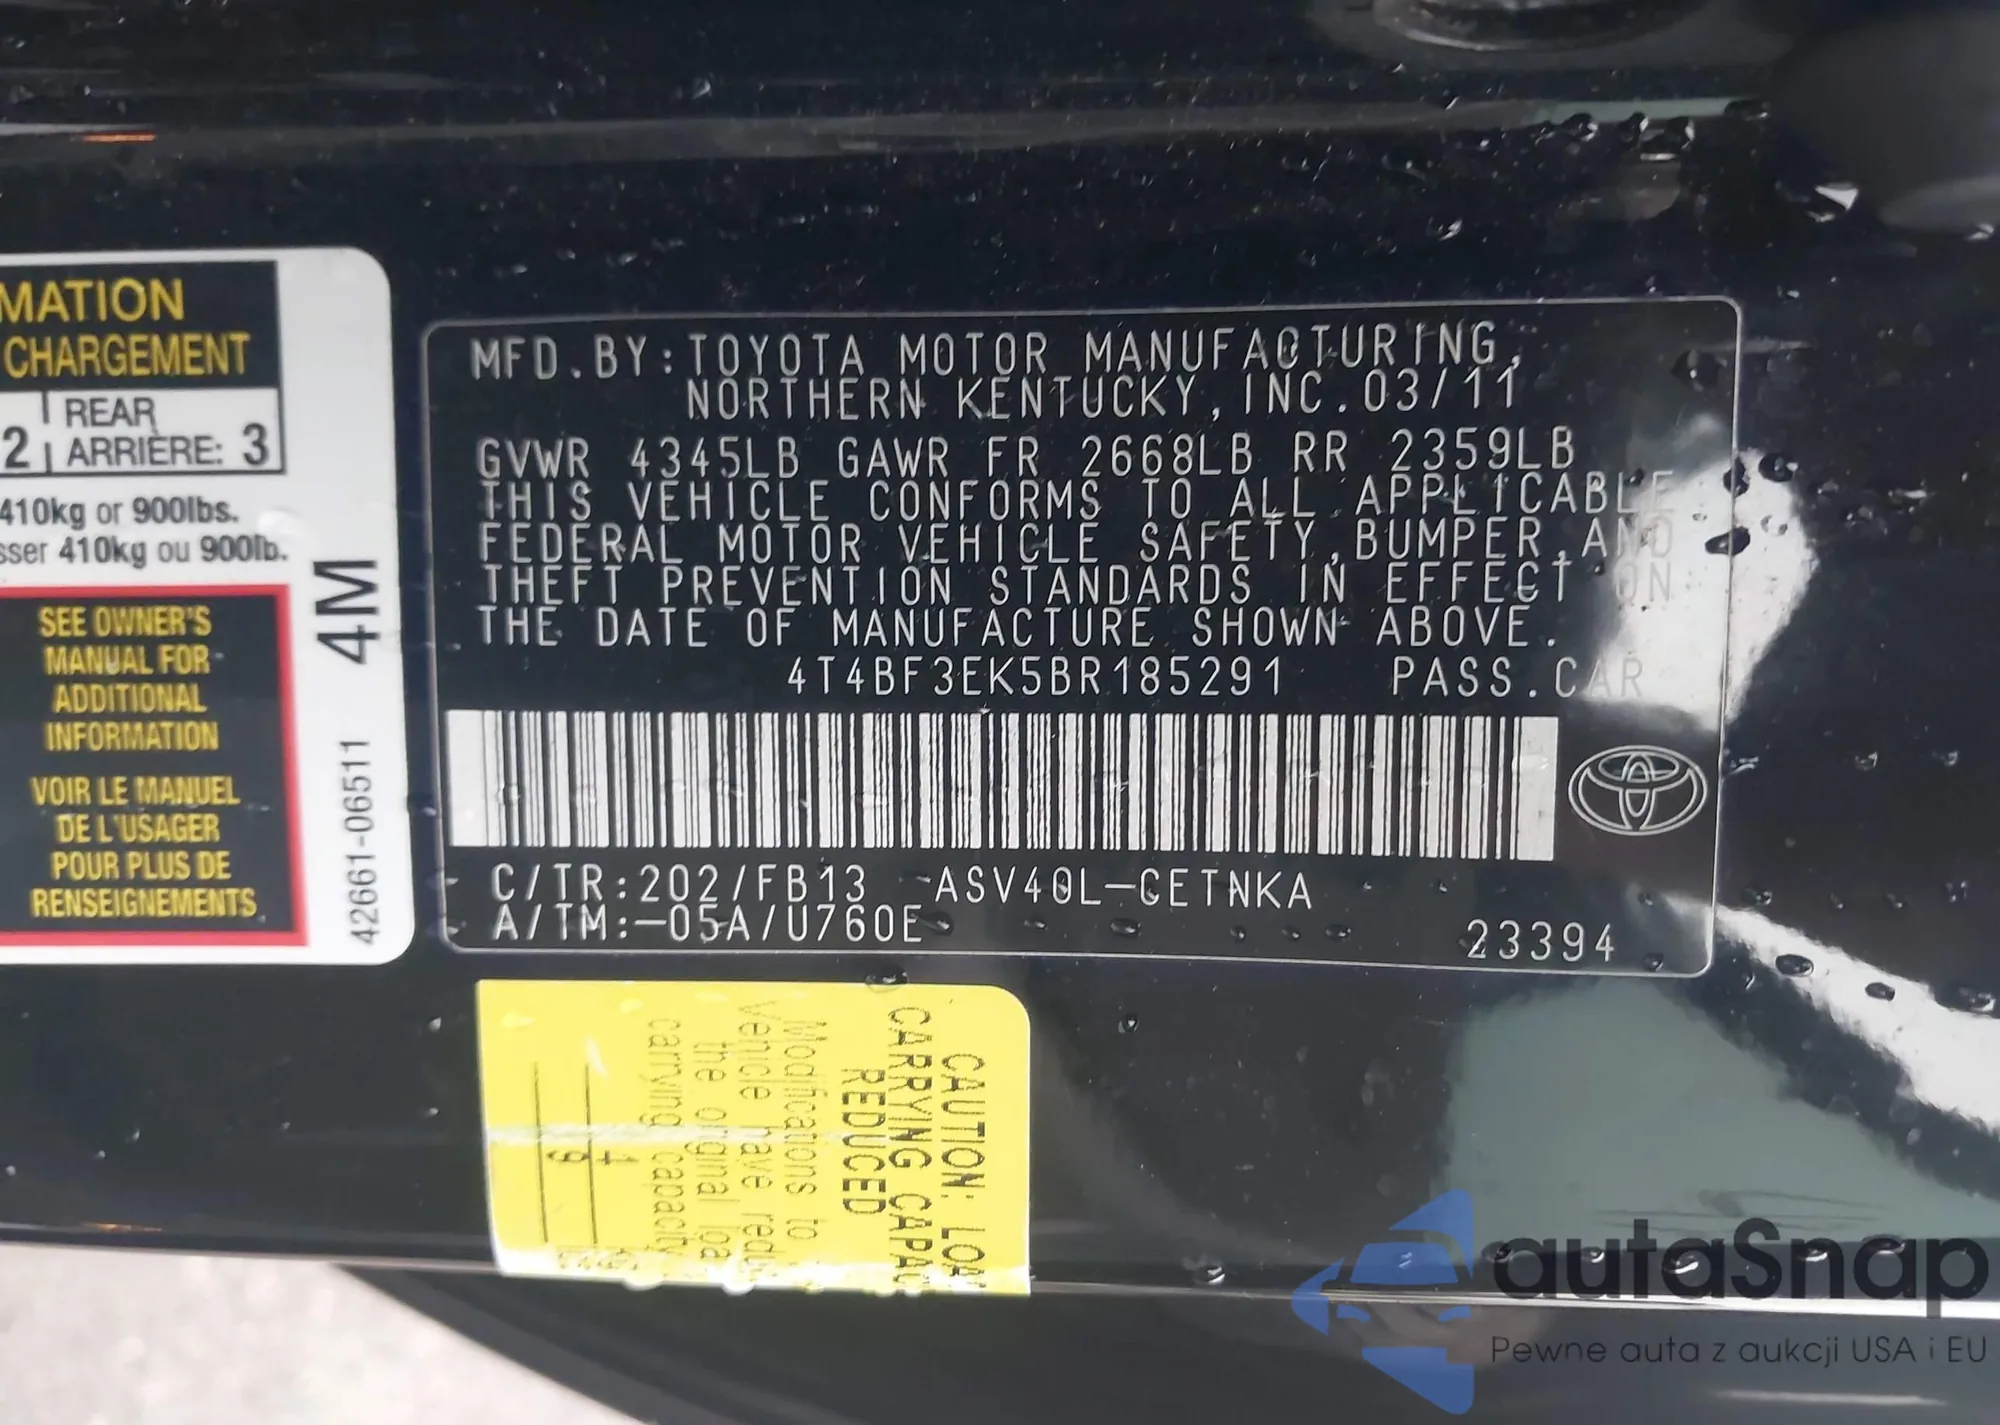 MATION
CHARGEMENT
2 | REAR
ARRIÈRE: 3
410kg or 900lbs.
sser 410kg ou 900lb.
SEE OWNER'S
MANUAL FOR
ADDITIONAL
INFORMATION
VOIR LE MANUEL
DE L'USAGER
POUR PLUS DE
RENSEIGNEMENTS
4M
42661-06511
MFD.BY:TOYOTA MOTOR MANUFACTURING,
NORTHERN KENTUCKY,INC.03/11
GVWR 4345LB GAWR FR 2668LB RR 2359LB
THIS VEHICLE CONFORMS TO ALL APPLICABLE
FEDERAL MOTOR VEHICLE SAFETY,BUMPER,AND
THEFT PREVENTION STANDARDS IN EFFECT ON
THE DATE OF MANUFACTURE SHOWN ABOVE.
4T4BF3EK5BR185291 PASS.CAR
C/TR:202/FB13 ASV40L-CETNKA
A/TM:-05A/U760E
23394
CAUTION: LOA
CARRYING CAPAC
REDUCED
Modifications to
vehicle have redu
the original loa
carrying capacity
kg
autaSnap
Pewne auta z aukcji USA i EU